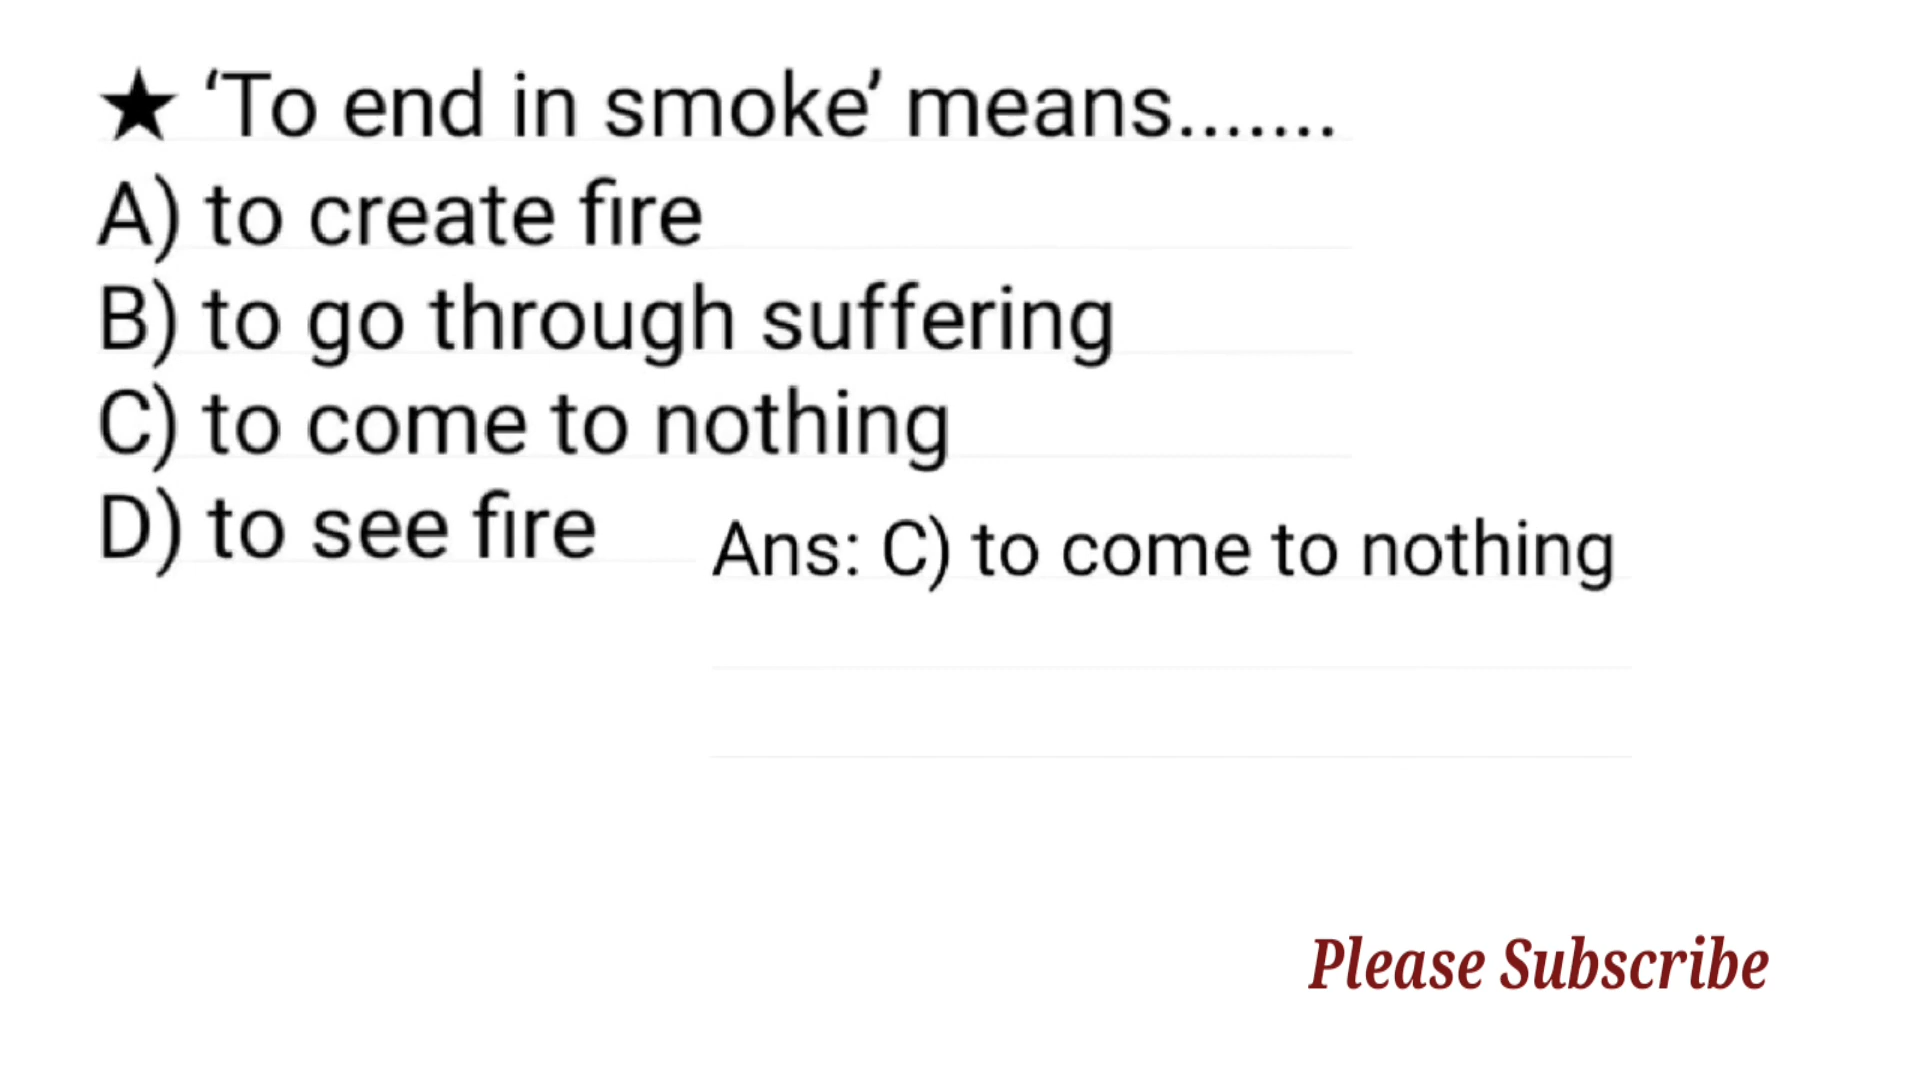 ★ ‘To end in smoke’ means.......
A) to create fire
B) to go through suffering
C) to come to nothing
D) to see fire
Ans: C) to come to nothing
Please Subscribe